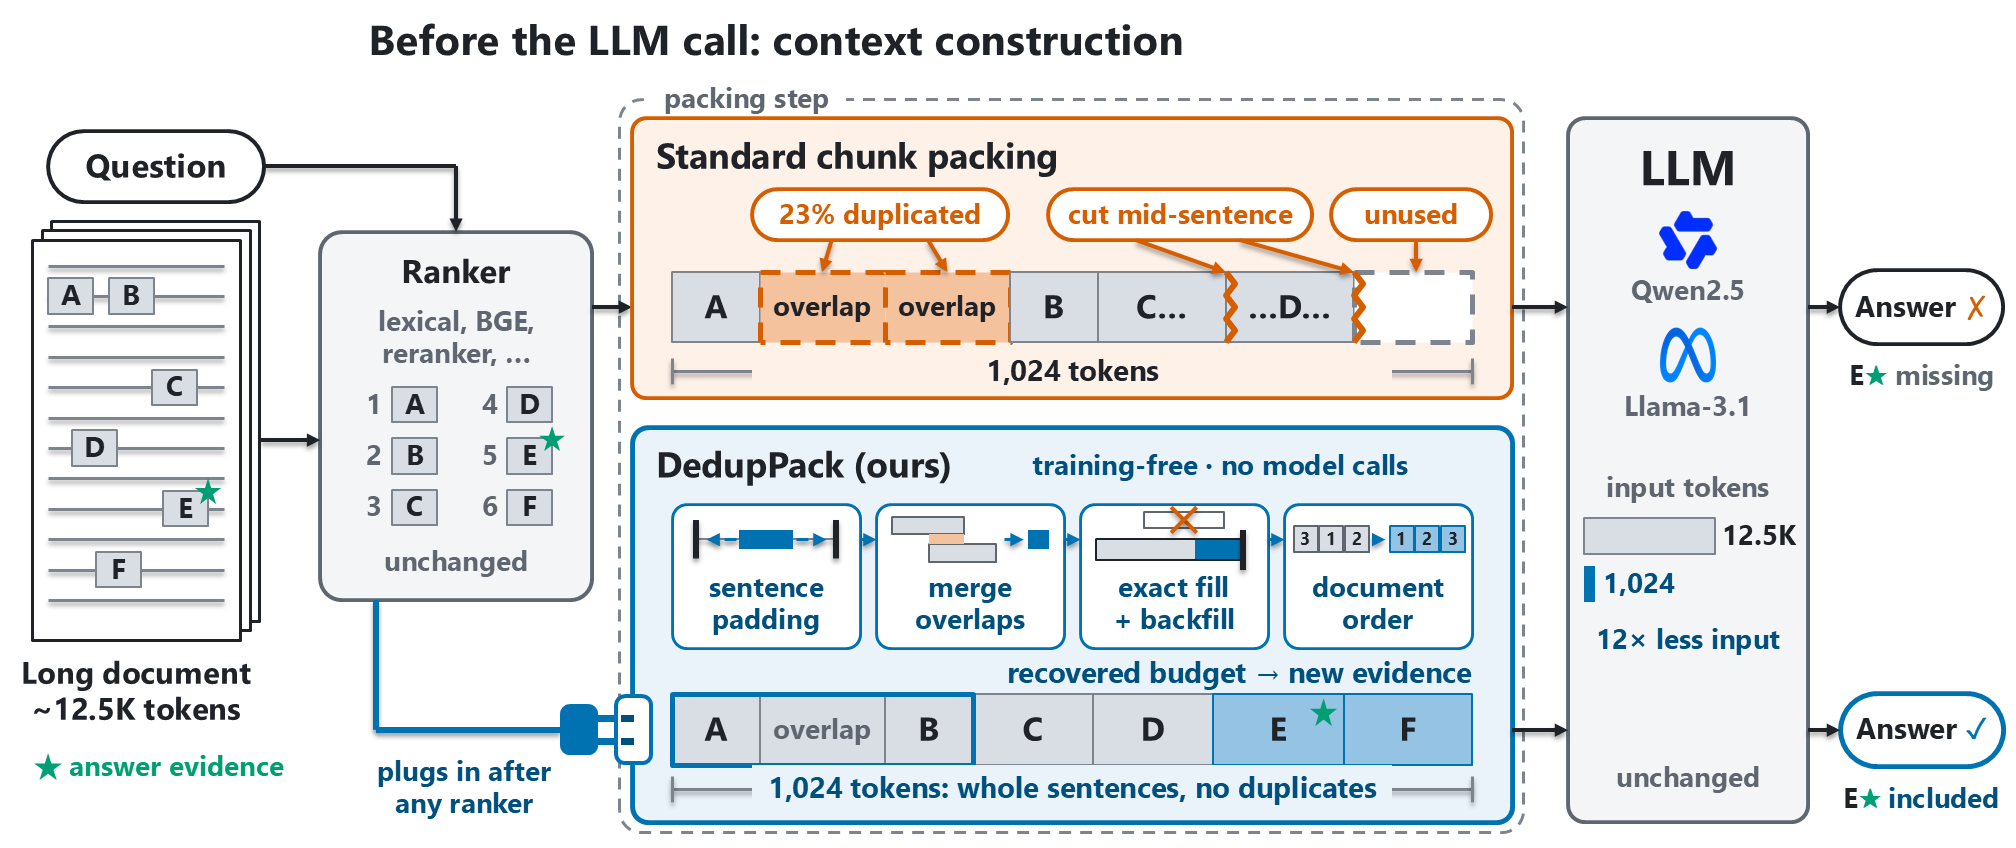 Before the LLM call: context construction
Question
A B
C
D
E
F
Long document
~12.5K tokens
★ answer evidence
Ranker
lexical, BGE,
reranker, ...
1 A 4 D
2 B 5 E
3 C 6 F
unchanged
plugs in after
any ranker
packing step
Standard chunk packing
23% duplicated cut mid-sentence unused
A overlap overlap B C... ...D...
1,024 tokens
DedupPack (ours) training-free · no model calls
sentence
padding
merge
overlaps
exact fill
+ backfill
3 1 2 1 2 3
document
order
recovered budget → new evidence
A overlap B C D E F
1,024 tokens: whole sentences, no duplicates
LLM
Qwen2.5
Llama-3.1
input tokens
12.5K
1,024
12× less input
unchanged
Answer ✗
E★ missing
Answer ✓
E★ included